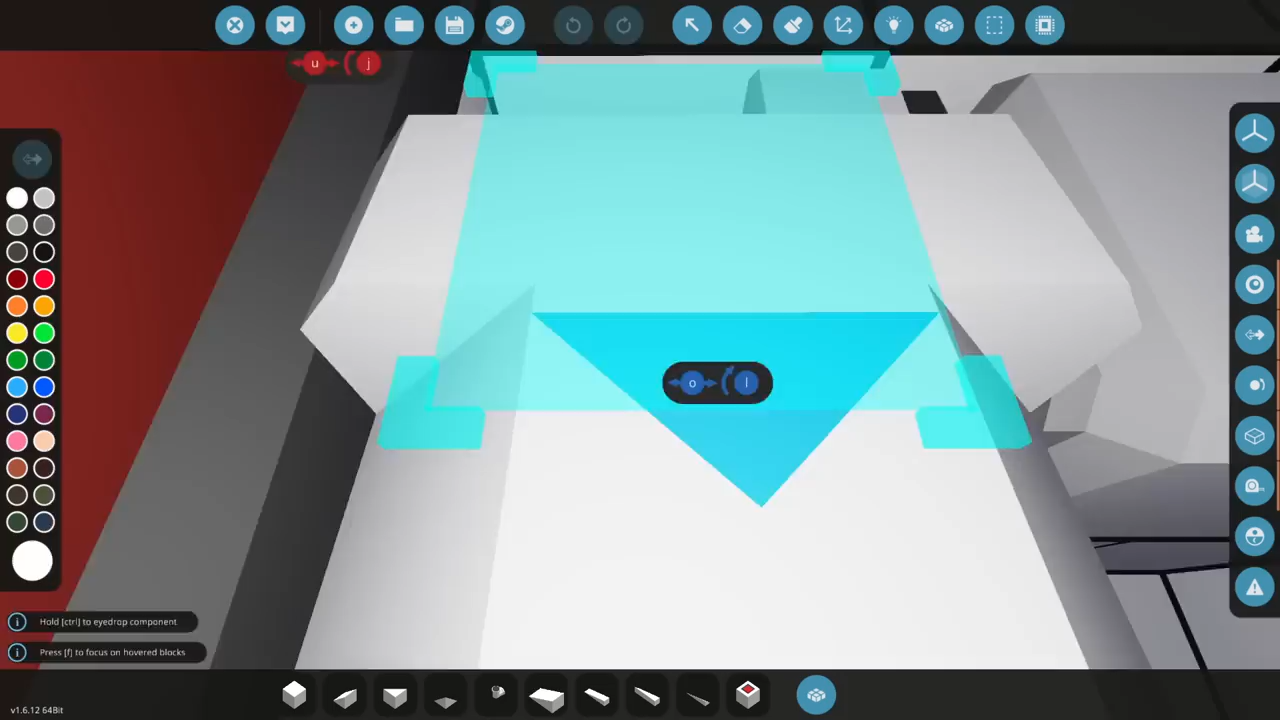 u j
o l
Hold [ctrl] to eyedrop component
Press [f] to focus on hovered blocks
v1.6.12 64Bit